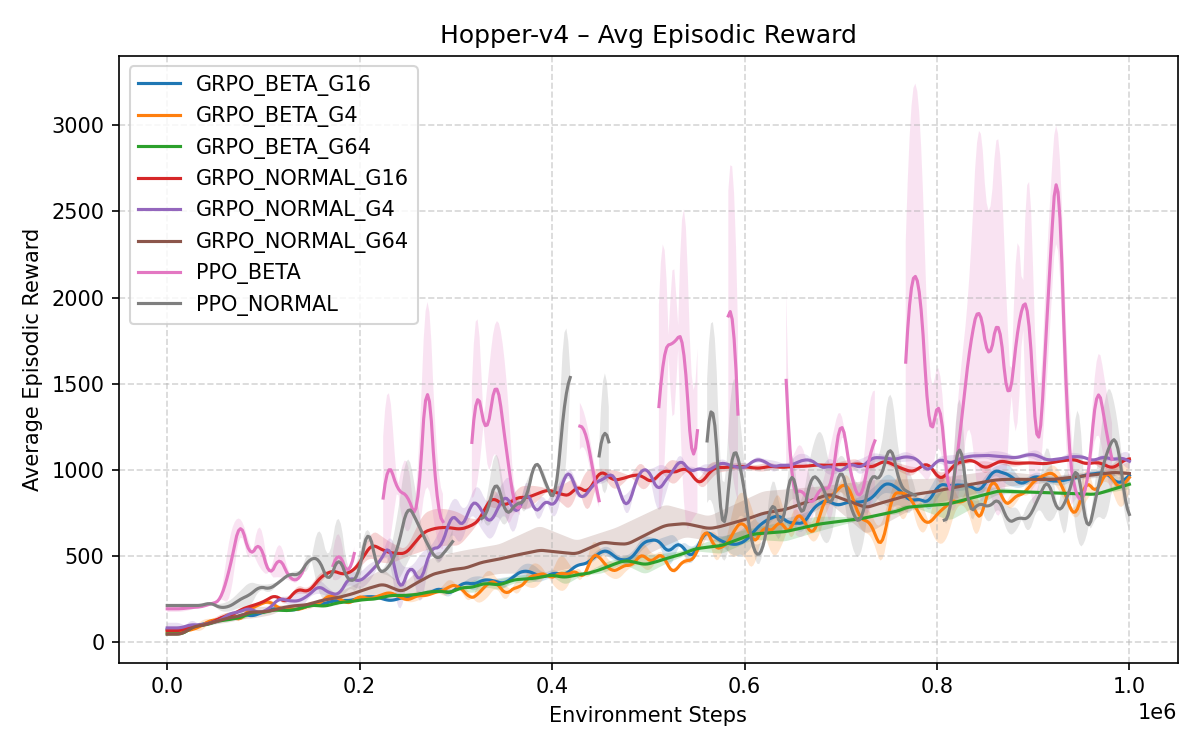 Hopper-v4 – Avg Episodic Reward
GRPO_BETA_G16
GRPO_BETA_G4
GRPO_BETA_G64
GRPO_NORMAL_G16
GRPO_NORMAL_G4
GRPO_NORMAL_G64
PPO_BETA
PPO_NORMAL
Average Episodic Reward
3000
2500
2000
1500
1000
500
0
0.0 0.2 0.4 0.6 0.8 1.0
1e6
Environment Steps